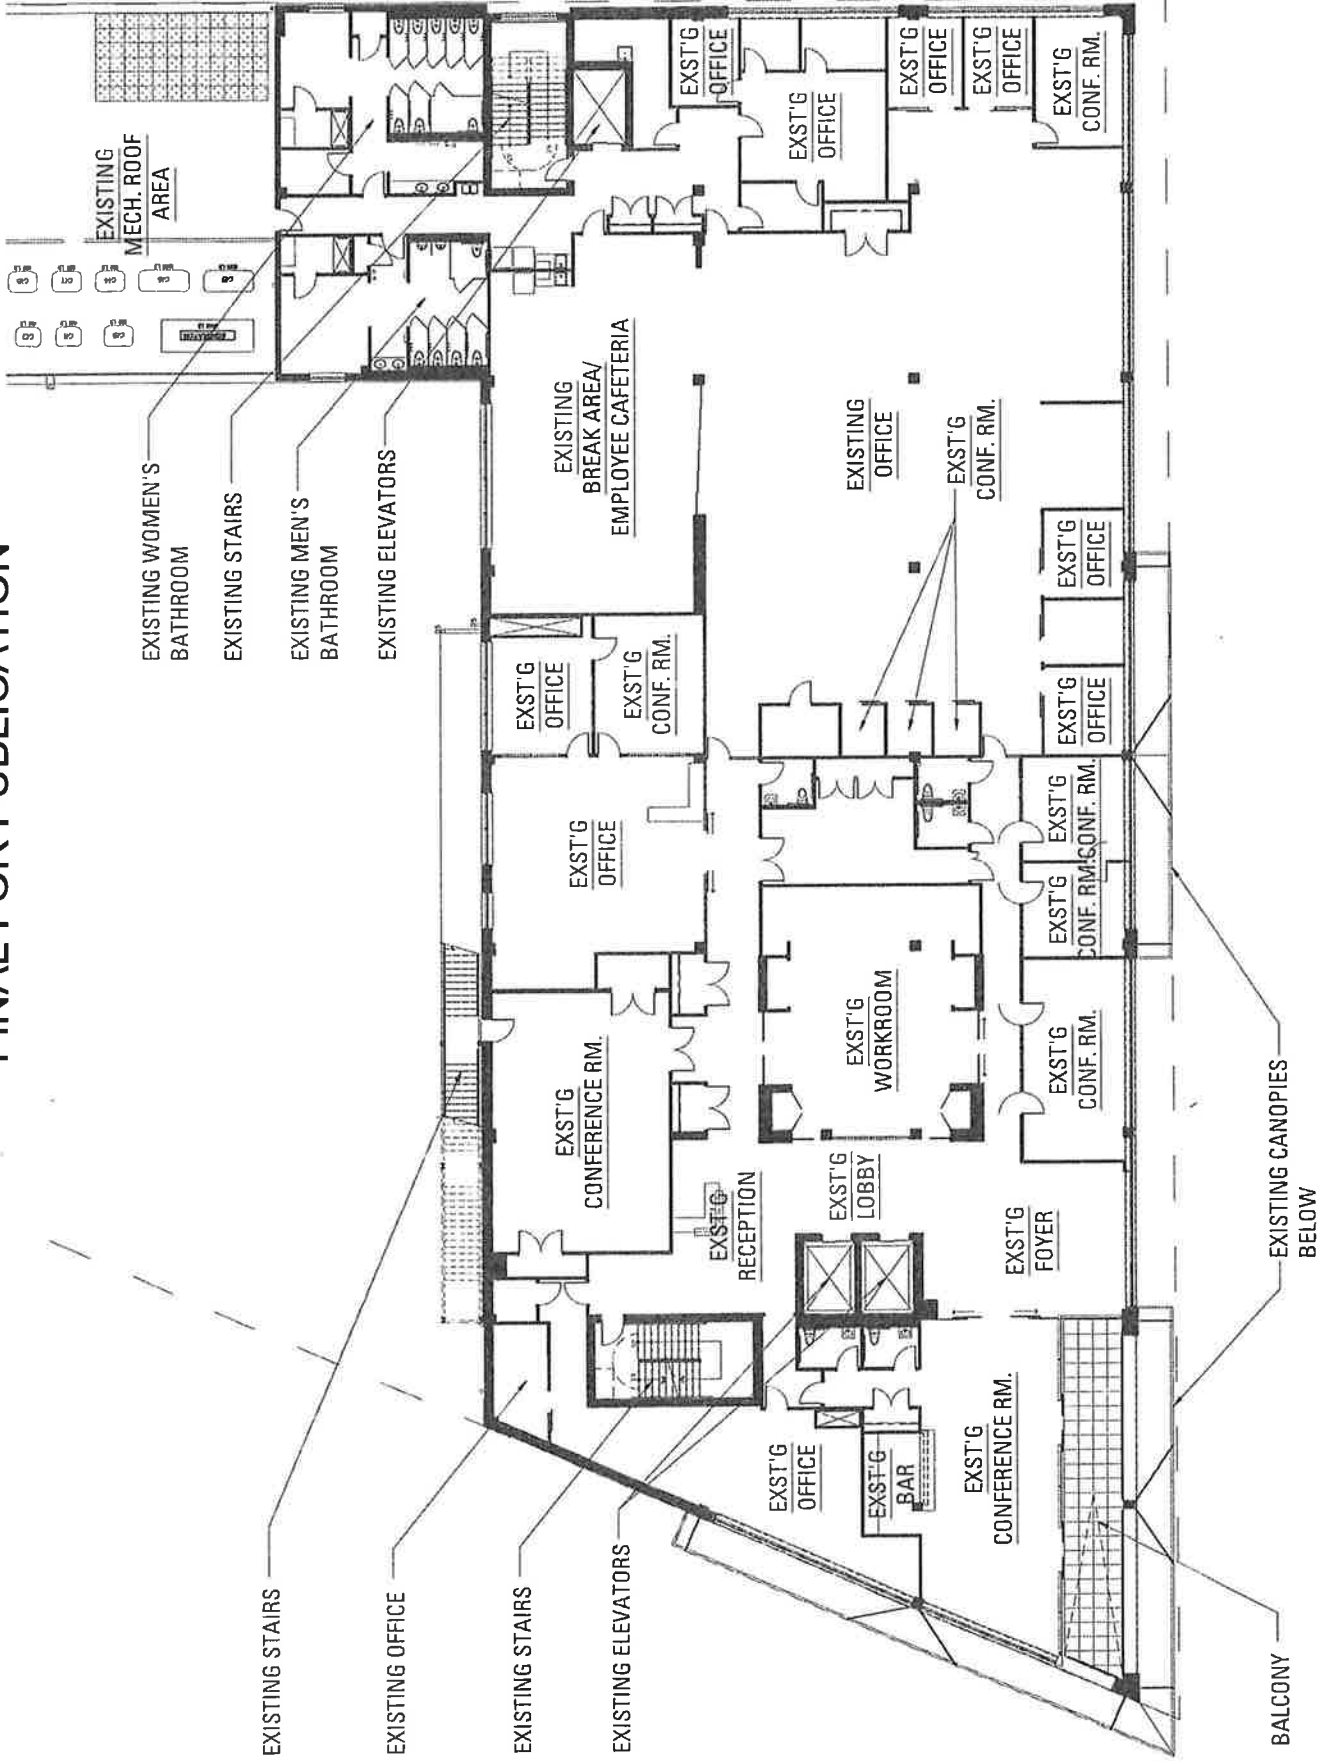 FINAL FOR PUBLICATION
EXISTING WOMEN'S
BATHROOM
EXISTING STAIRS
EXISTING MEN'S
BATHROOM
EXISTING ELEVATORS
EXISTING
MECH. ROOF
AREA
EXISTING STAIRS
EXISTING OFFICE
EXISTING STAIRS
EXISTING ELEVATORS
EXST'G
OFFICE
EXST'G
OFFICE
EXST'G
OFFICE
EXST'G
OFFICE
EXST'G
CONF. RM.
EXISTING
BREAK AREA/
EMPLOYEE CAFETERIA
EXISTING
OFFICE
EXST'G
CONF. RM.
EXST'G
OFFICE
EXST'G
OFFICE
EXST'G
OFFICE
EXST'G
CONF. RM.
EXST'G
OFFICE
EXST'G
CONF. RM.
EXST'G
CONF. RM.
EXST'G
CONF. RM.
EXST'G
WORKROOM
EXST'G
CONFERENCE RM.
EXST'G
RECEPTION
EXST'G
LOBBY
EXST'G
FOYER
EXST'G
OFFICE
EXST'G
BAR
EXST'G
CONFERENCE RM.
BALCONY
EXISTING CANOPIES
BELOW